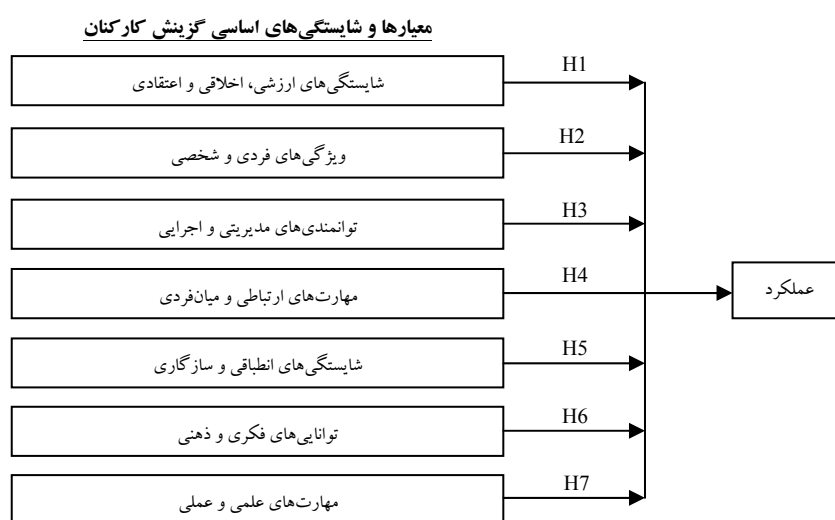 معیارها و شایستگی‌های اساسی گزینش کارکنان
شایستگی‌های ارزشی، اخلاقی و اعتقادی
H1
ویژگی‌های فردی و شخصی
H2
توانمندی‌های مدیریتی و اجرایی
H3
مهارت‌های ارتباطی و میان‌فردی
H4
عملکرد
شایستگی‌های انطباقی و سازگاری
H5
توانایی‌های فکری و ذهنی
H6
مهارت‌های علمی و عملی
H7